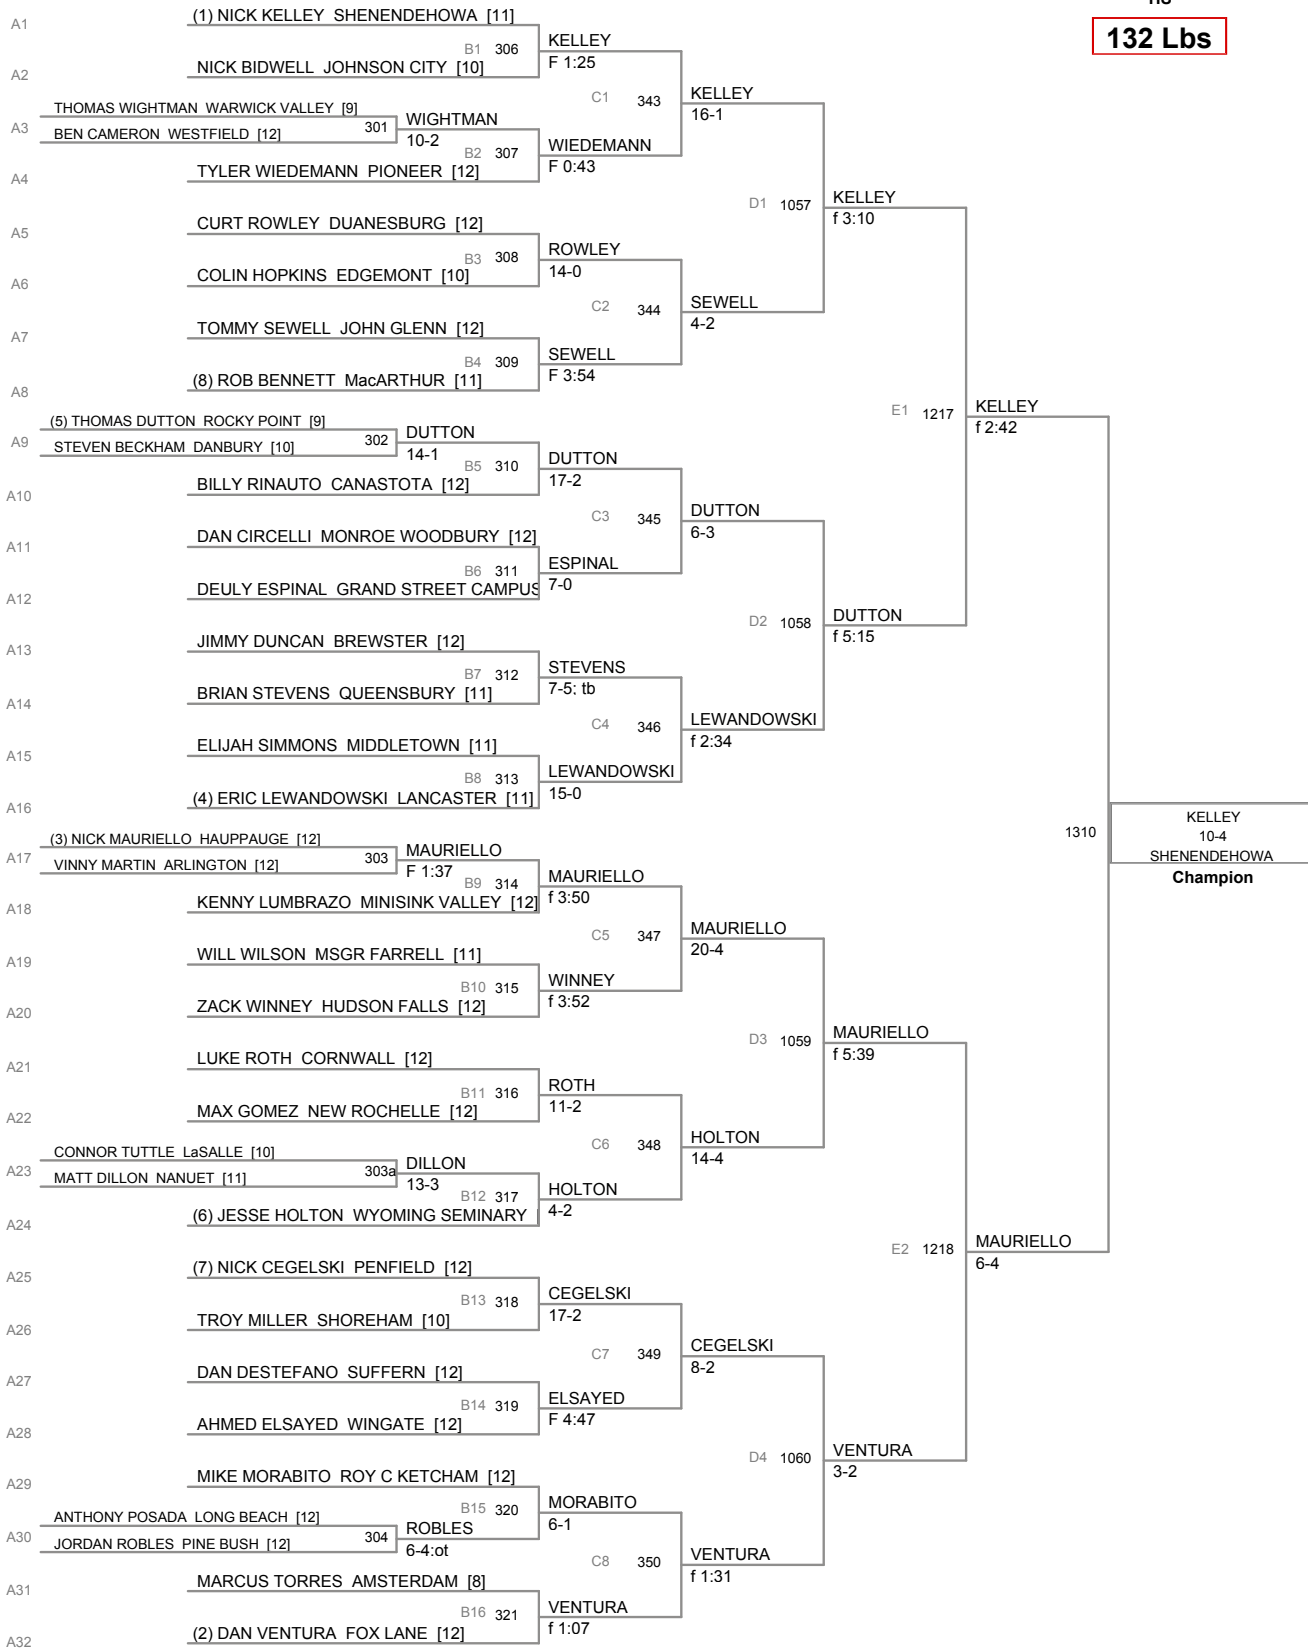 HS
132 Lbs
A1
(1) NICK KELLEY SHENENDEHOWA [11]
B1 306
KELLEY
F 1:25
A2
NICK BIDWELL JOHNSON CITY [10]
C1 343
KELLEY
16-1
THOMAS WIGHTMAN WARWICK VALLEY [9]
A3
301
WIGHTMAN
10-2
BEN CAMERON WESTFIELD [12]
B2 307
WIEDEMANN
F 0:43
A4
TYLER WIEDEMANN PIONEER [12]
D1 1057
KELLEY
f 3:10
A5
CURT ROWLEY DUANESBURG [12]
B3 308
ROWLEY
14-0
A6
COLIN HOPKINS EDGEMONT [10]
C2 344
SEWELL
4-2
A7
TOMMY SEWELL JOHN GLENN [12]
B4 309
SEWELL
F 3:54
A8
(8) ROB BENNETT MacARTHUR [11]
E1 1217
KELLEY
f 2:42
(5) THOMAS DUTTON ROCKY POINT [9]
A9
302
DUTTON
14-1
STEVEN BECKHAM DANBURY [10]
B5 310
DUTTON
17-2
A10
BILLY RINAUTO CANASTOTA [12]
C3 345
DUTTON
6-3
A11
DAN CIRCELLI MONROE WOODBURY [12]
B6 311
ESPINAL
7-0
A12
DEULY ESPINAL GRAND STREET CAMPUS
D2 1058
DUTTON
f 5:15
A13
JIMMY DUNCAN BREWSTER [12]
B7 312
STEVENS
7-5; tb
A14
BRIAN STEVENS QUEENSBURY [11]
C4 346
LEWANDOWSKI
f 2:34
A15
ELIJAH SIMMONS MIDDLETOWN [11]
B8 313
LEWANDOWSKI
15-0
A16
(4) ERIC LEWANDOWSKI LANCASTER [11]
1310
KELLEY
10-4
SHENENDEHOWA
Champion
(3) NICK MAURIELLO HAUPPAUGE [12]
A17
303
MAURIELLO
F 1:37
VINNY MARTIN ARLINGTON [12]
B9 314
MAURIELLO
f 3:50
A18
KENNY LUMBRAZO MINISINK VALLEY [12]
C5 347
MAURIELLO
20-4
A19
WILL WILSON MSGR FARRELL [11]
B10 315
WINNEY
f 3:52
A20
ZACK WINNEY HUDSON FALLS [12]
D3 1059
MAURIELLO
f 5:39
A21
LUKE ROTH CORNWALL [12]
B11 316
ROTH
11-2
A22
MAX GOMEZ NEW ROCHELLE [12]
C6 348
HOLTON
14-4
CONNOR TUTTLE LaSALLE [10]
A23
303a
DILLON
13-3
MATT DILLON NANUET [11]
B12 317
HOLTON
4-2
A24
(6) JESSE HOLTON WYOMING SEMINARY
E2 1218
MAURIELLO
6-4
A25
(7) NICK CEGELSKI PENFIELD [12]
B13 318
CEGELSKI
17-2
A26
TROY MILLER SHOREHAM [10]
C7 349
CEGELSKI
8-2
A27
DAN DESTEFANO SUFFERN [12]
B14 319
ELSAYED
F 4:47
A28
AHMED ELSAYED WINGATE [12]
D4 1060
VENTURA
3-2
A29
MIKE MORABITO ROY C KETCHAM [12]
B15 320
MORABITO
6-1
ANTHONY POSADA LONG BEACH [12]
A30
304
ROBLES
6-4:ot
JORDAN ROBLES PINE BUSH [12]
C8 350
VENTURA
f 1:31
A31
MARCUS TORRES AMSTERDAM [8]
B16 321
VENTURA
f 1:07
A32
(2) DAN VENTURA FOX LANE [12]